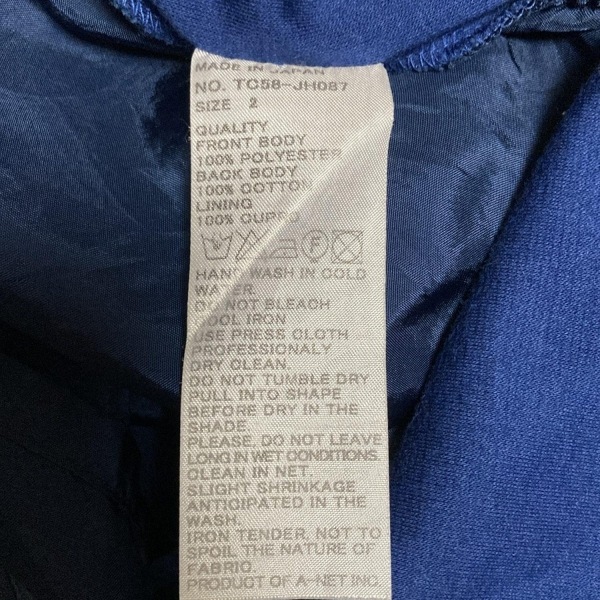 MADE IN JAPAN
NO. TC58-JH087
SIZE 2
QUALITY
FRONT BODY
100% POLYESTER
BACK BODY
100% COTTON
LINING
100% CUPRO
F
HAND WASH IN COLD
WATER.
DO NOT BLEACH
COOL IRON
USE PRESS CLOTH
PROFESSIONALY
DRY CLEAN.
DO NOT TUMBLE DRY
PULL INTO SHAPE
BEFORE DRY IN THE
SHADE.
PLEASE, DO NOT LEAVE
LONG IN WET CONDITIONS.
CLEAN IN NET.
SLIGHT SHRINKAGE
ANTICIPATED IN THE
WASH.
IRON TENDER, NOT TO
SPOIL THE NATURE OF
FABRIC.
PRODUCT OF A-NET INC.